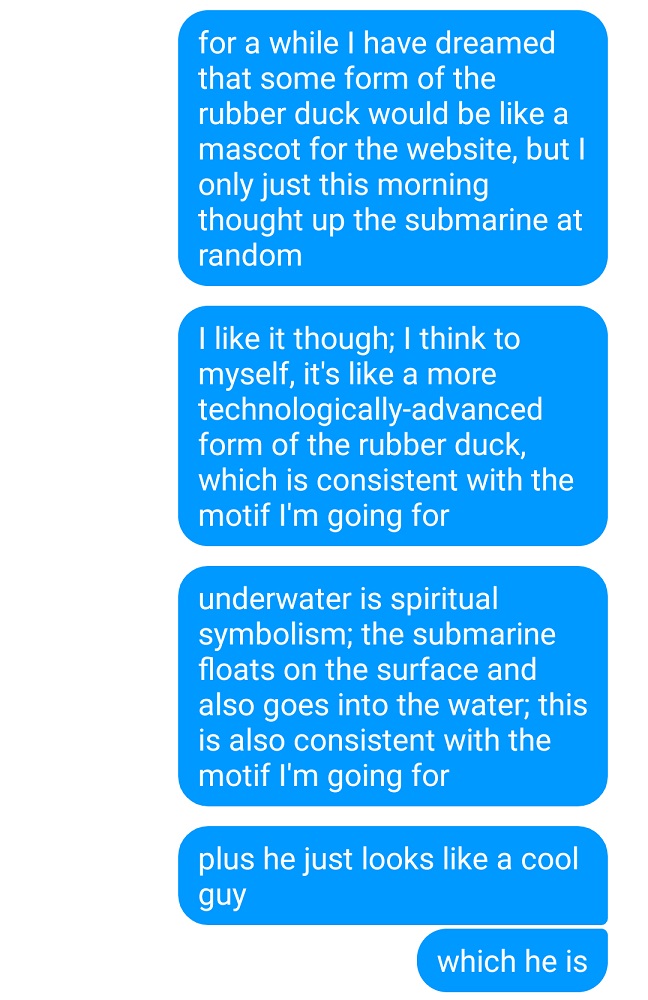 for a while I have dreamed
that some form of the
rubber duck would be like a
mascot for the website, but I
only just this morning
thought up the submarine at
random
I like it though; I think to
myself, it's like a more
technologically-advanced
form of the rubber duck,
which is consistent with the
motif I'm going for
underwater is spiritual
symbolism; the submarine
floats on the surface and
also goes into the water; this
is also consistent with the
motif I'm going for
plus he just looks like a cool
guy
which he is